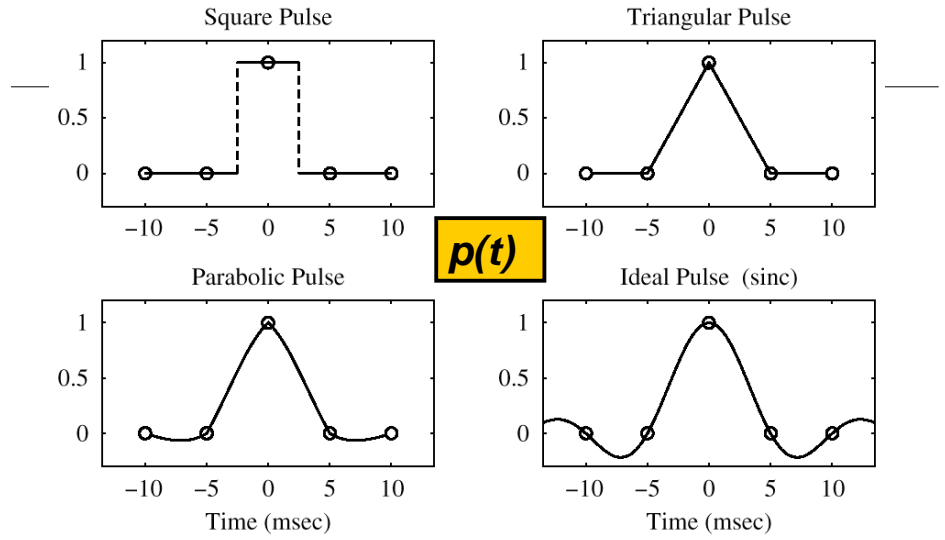 Square Pulse
Triangular Pulse
1
0.5
0
−10 −5 0 5 10
1
0.5
0
−10 −5 0 5 10
p(t)
Parabolic Pulse
Ideal Pulse (sinc)
1
0.5
0
−10 −5 0 5 10
Time (msec)
1
0.5
0
−10 −5 0 5 10
Time (msec)